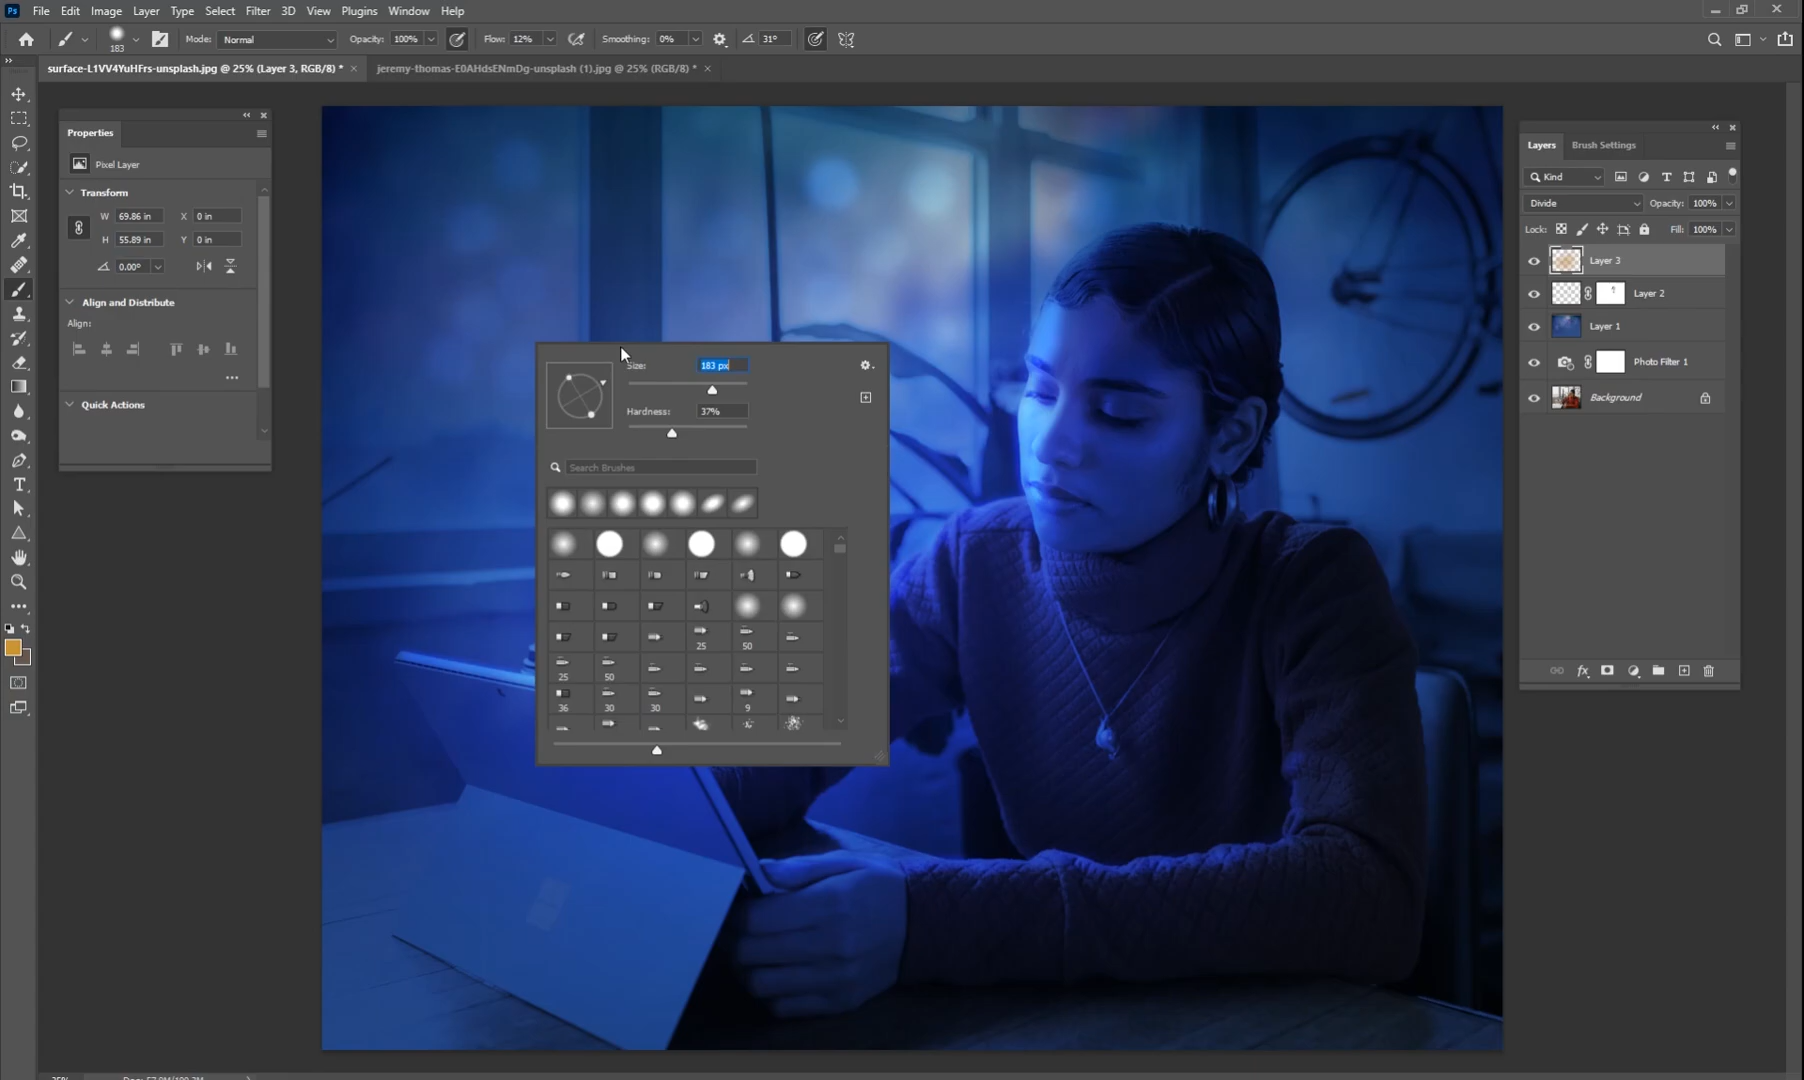 Ps File Edit Image Layer Type Select Filter 3D View Plugins Window Help
183 Mode: Normal Opacity: 100% Flow: 12% Smoothing: 0% 31°
surface-L1VV4YuHFrs-unsplash.jpg @ 25% (Layer 3, RGB/8) * × jeremy-thomas-E0AHdsENmDg-unsplash (1).jpg @ 25% (RGB/8) * ×
Properties
Pixel Layer
Transform
W 69.86 in X 0 in
H 55.89 in Y 0 in
0.00°
Align and Distribute
Align:
Quick Actions
Size: 183 px
Hardness: 37%
Search Brushes
25 50
25 50
36 30 30 9
Layers Brush Settings
Kind
Divide Opacity: 100%
Lock: Fill: 100%
Layer 3
Layer 2
Layer 1
Photo Filter 1
Background